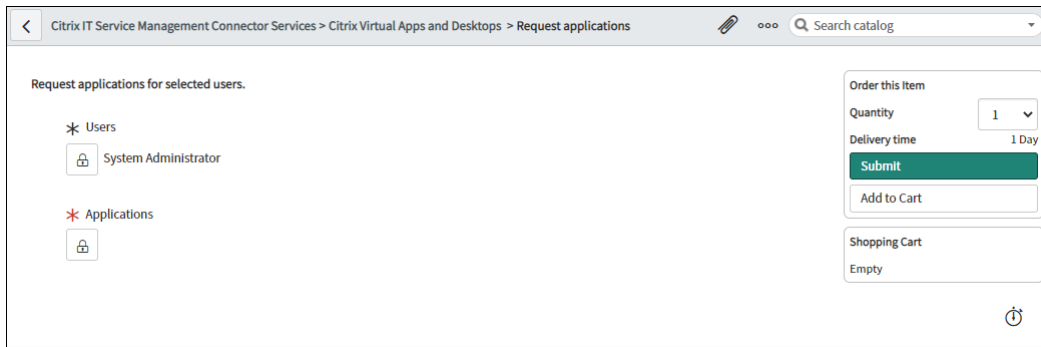 Citrix IT Service Management Connector Services > Citrix Virtual Apps and Desktops > Request applications
Search catalog
Request applications for selected users.
Users
System Administrator
Applications
Order this Item
Quantity 1
Delivery time 1 Day
Submit
Add to Cart
Shopping Cart
Empty